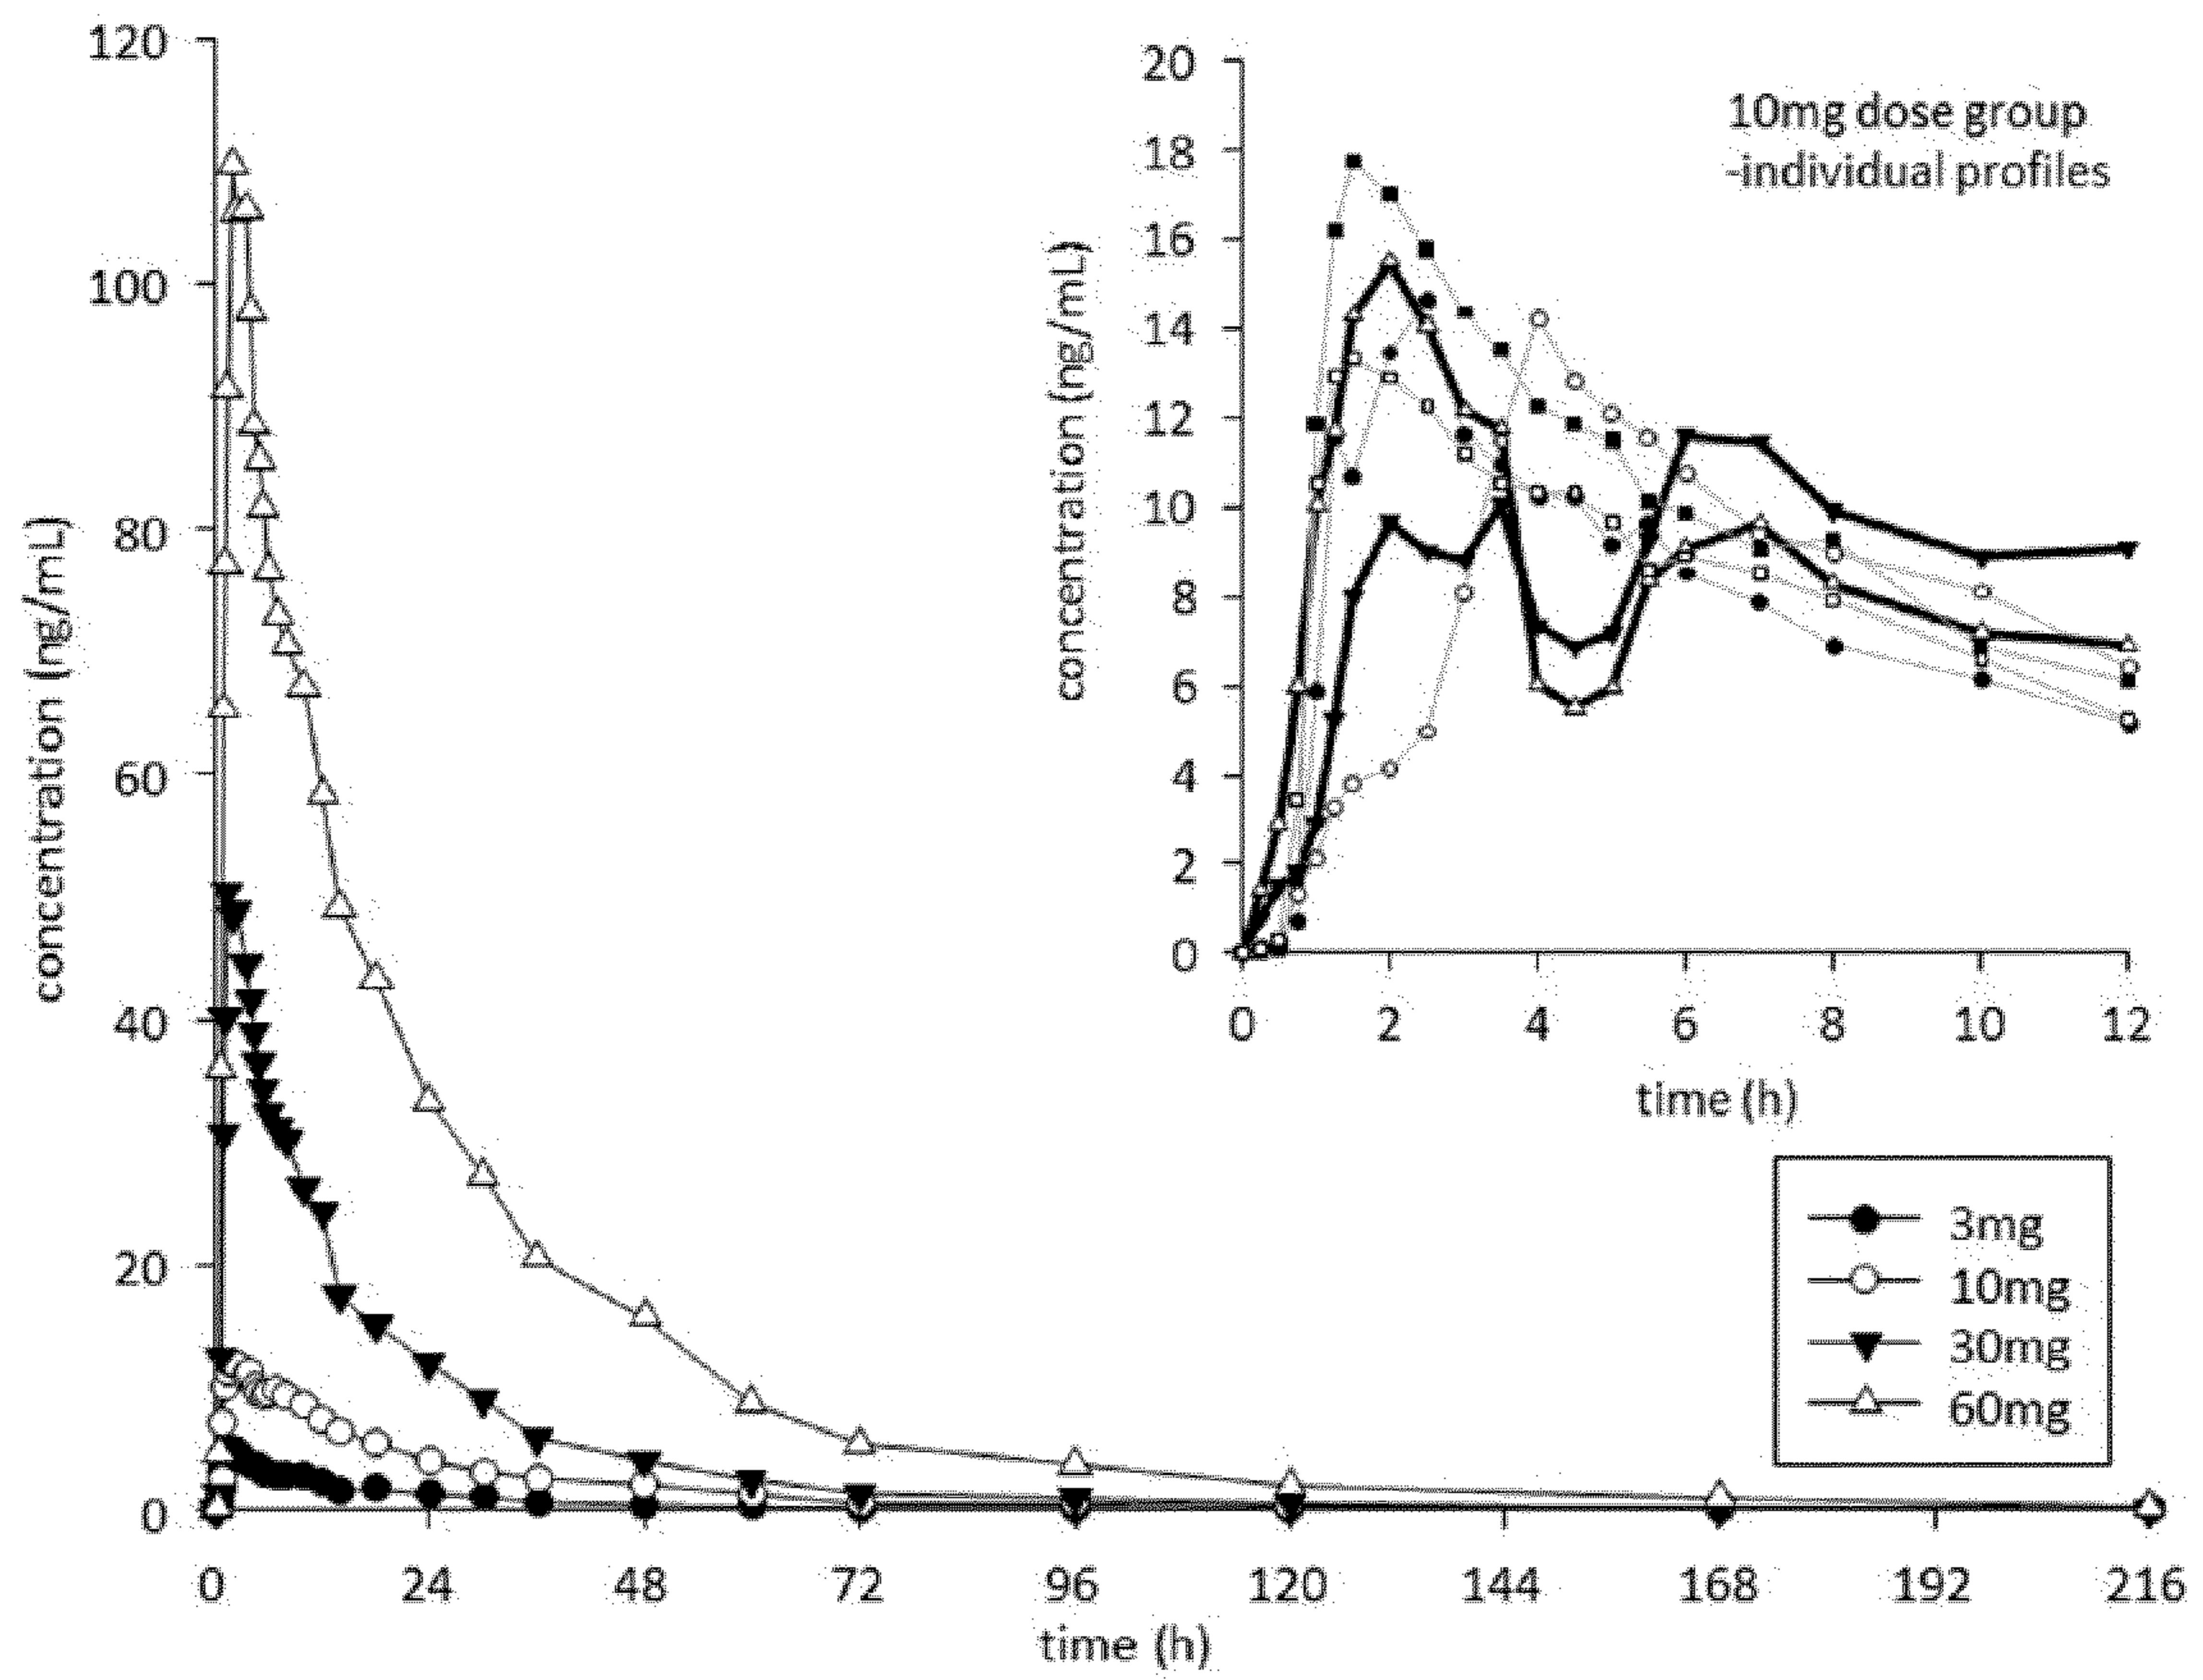 120
100
80
60
40
20
0
concentration (ng/mL)
0 24 48 72 96 120 144 168 192 216
time (h)
20
18
16
14
12
10
8
6
4
2
0
concentration (ng/mL)
10mg dose group
-individual profiles
0 2 4 6 8 10 12
time (h)
3mg
10mg
30mg
60mg